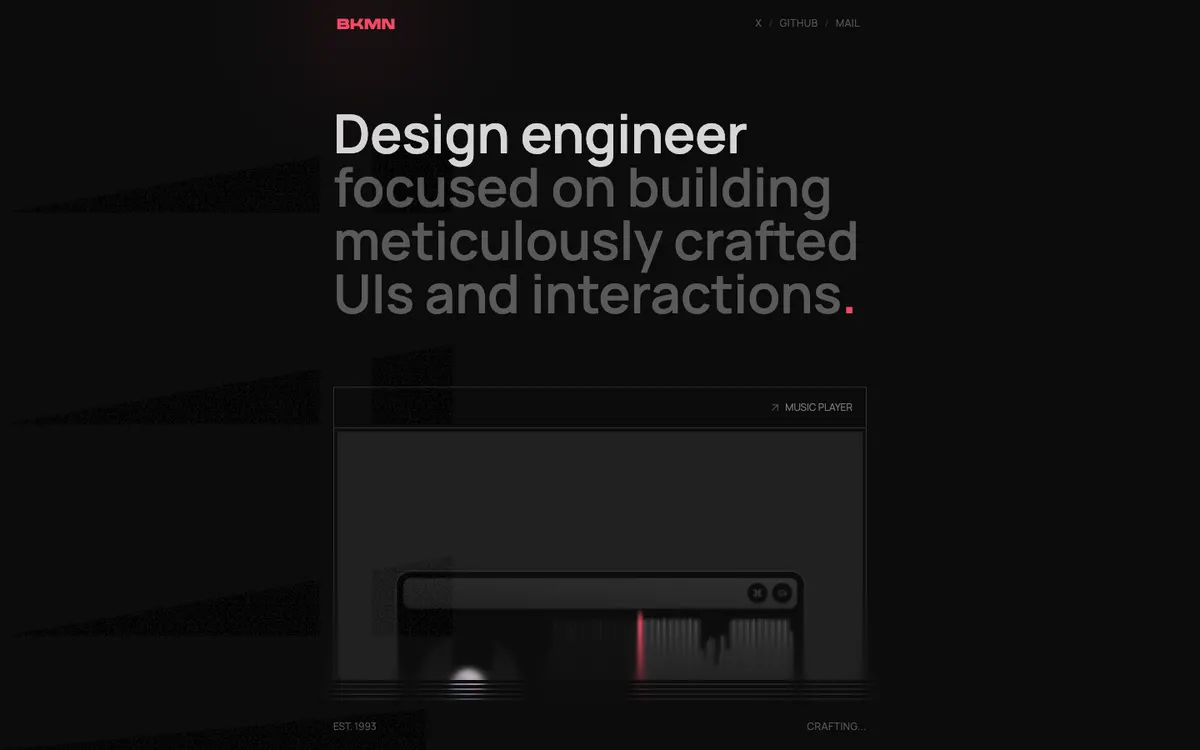 BKMN
X / GITHUB / MAIL
Design engineer
focused on building
meticulously crafted
UIs and interactions.
MUSIC PLAYER
EST. 1993
CRAFTING...